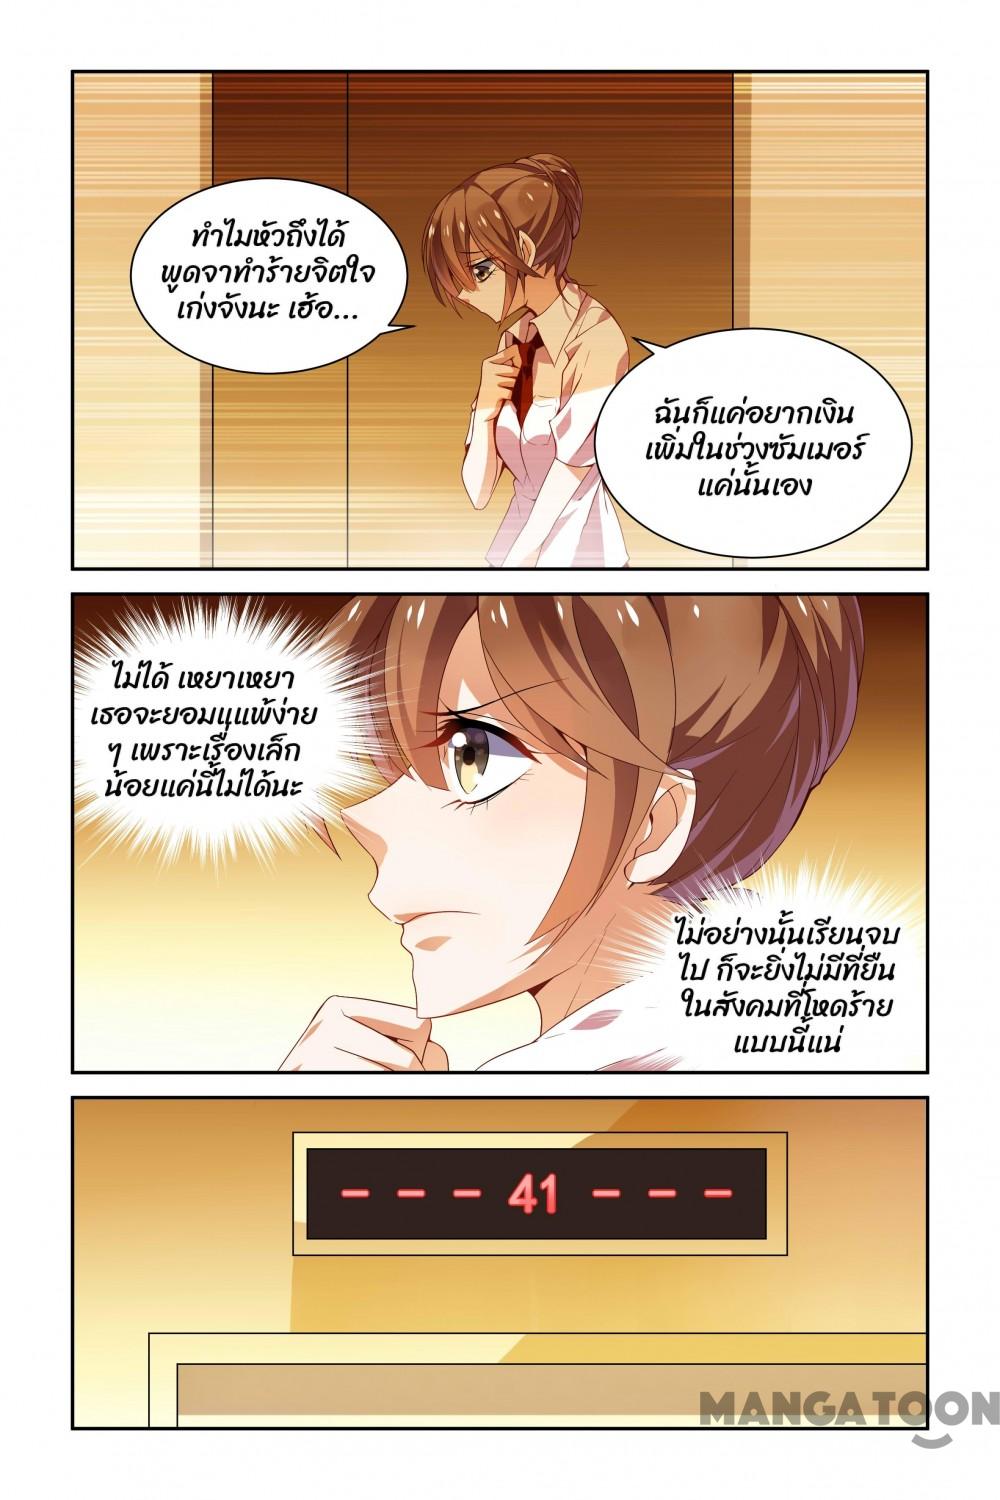 ทำไมหัวถึงได้
พูดจาทำร้ายจิตใจ
เก่งจังนะ เฮ้อ...
ฉันก็แค่อยากเงิน
เพิ่มในช่วงซัมเมอร์
แค่นั้นเอง
ไม่ได้ เหยาเหยา
เธอจะยอมแแพ้ง่าย
ๆ เพราะเรื่องเล็ก
น้อยแค่นี้ไม่ได้นะ
ไม่อย่างนั้นเรียนจบ
ไป ก็จะยิ่งไม่มีที่ยืน
ในสังคมที่โหดร้าย
แบบนี้แน่
- - - 41 - - -
MANGATOON